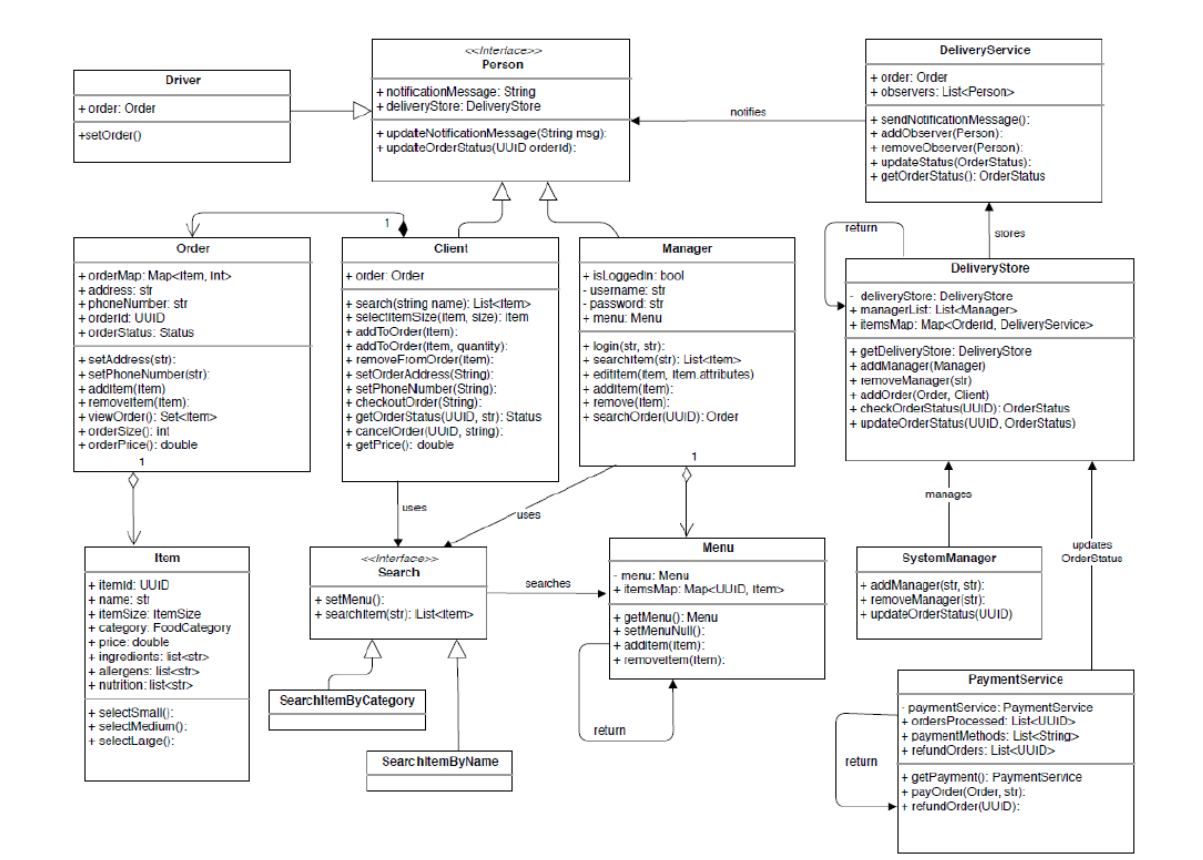 <<Interface>>
Person
+ notificationMessage: String
+ deliveryStore: DeliveryStore
+ updateNotificationMessage(String msg):
+ updateOrderStatus(UUID orderId):
Driver
+ order: Order
+setOrder()
DeliveryService
+ order: Order
+ observers: List<Person>
+ sendNotificationMessage():
+ addObserver(Person):
+ removeObserver(Person):
+ updateStatus(OrderStatus):
+ getOrderStatus(): OrderStatus
notifies
1
Order
+ orderMap: Map<Item, int>
+ address: str
+ phoneNumber: str
+ orderId: UUID
+ orderStatus: Status
+ setAddress(str):
+ setPhoneNumber(str):
+ addItem(Item)
+ removeItem(Item):
+ viewOrder(): Set<Item>
+ orderSize(): int
+ orderPrice(): double
1
Client
+ order: Order
+ search(string name): List<Item>
+ selectItemSize(Item, size): Item
+ addToOrder(Item):
+ addToOrder(Item, quantity):
+ removeFromOrder(Item):
+ setOrderAddress(String):
+ setPhoneNumber(String):
+ checkoutOrder(String):
+ getOrderStatus(UUID, str): Status
+ cancelOrder(UUID, string):
+ getPrice(): double
Manager
+ isLoggedIn: bool
- username: str
- password: str
+ menu: Menu
+ login(str, str):
+ searchItem(str): List<Item>
+ editItem(item, Item.attributes)
+ addItem(Item):
+ remove(Item):
+ searchOrder(UUID): Order
1
return
stores
DeliveryStore
- deliveryStore: DeliveryStore
+ managerList: List<Manager>
+ itemsMap: Map<OrderId, DeliveryService>
+ getDeliveryStore: DeliveryStore
+ addManager(Manager)
+ removeManager(str)
+ addOrder(Order, Client)
+ checkOrderStatus(UUID): OrderStatus
+ updateOrderStatus(UUID, OrderStatus)
uses
uses
manages
updates
OrderStatus
Item
+ itemId: UUID
+ name: str
+ itemSize: ItemSize
+ category: FoodCategory
+ price: double
+ ingredients: list<str>
+ allergens: list<str>
+ nutrition: list<str>
+ selectSmall():
+ selectMedium():
+ selectLarge():
<<Interface>>
Search
+ setMenu():
+ searchItem(str): List<Item>
searches
Menu
- menu: Menu
+ itemsMap: Map<UUID, Item>
+ getMenu(): Menu
+ setMenuNull():
+ addItem(Item):
+ removeItem(Item):
return
SystemManager
+ addManager(str, str):
+ removeManager(str):
+ updateOrderStatus(UUID)
SearchItemByCategory
SearchItemByName
PaymentService
- paymentService: PaymentService
+ ordersProcessed: List<UUID>
+ paymentMethods: List<String>
+ refundOrders: List<UUID>
+ getPayment(): PaymentService
+ payOrder(Order, str):
+ refundOrder(UUID):
return